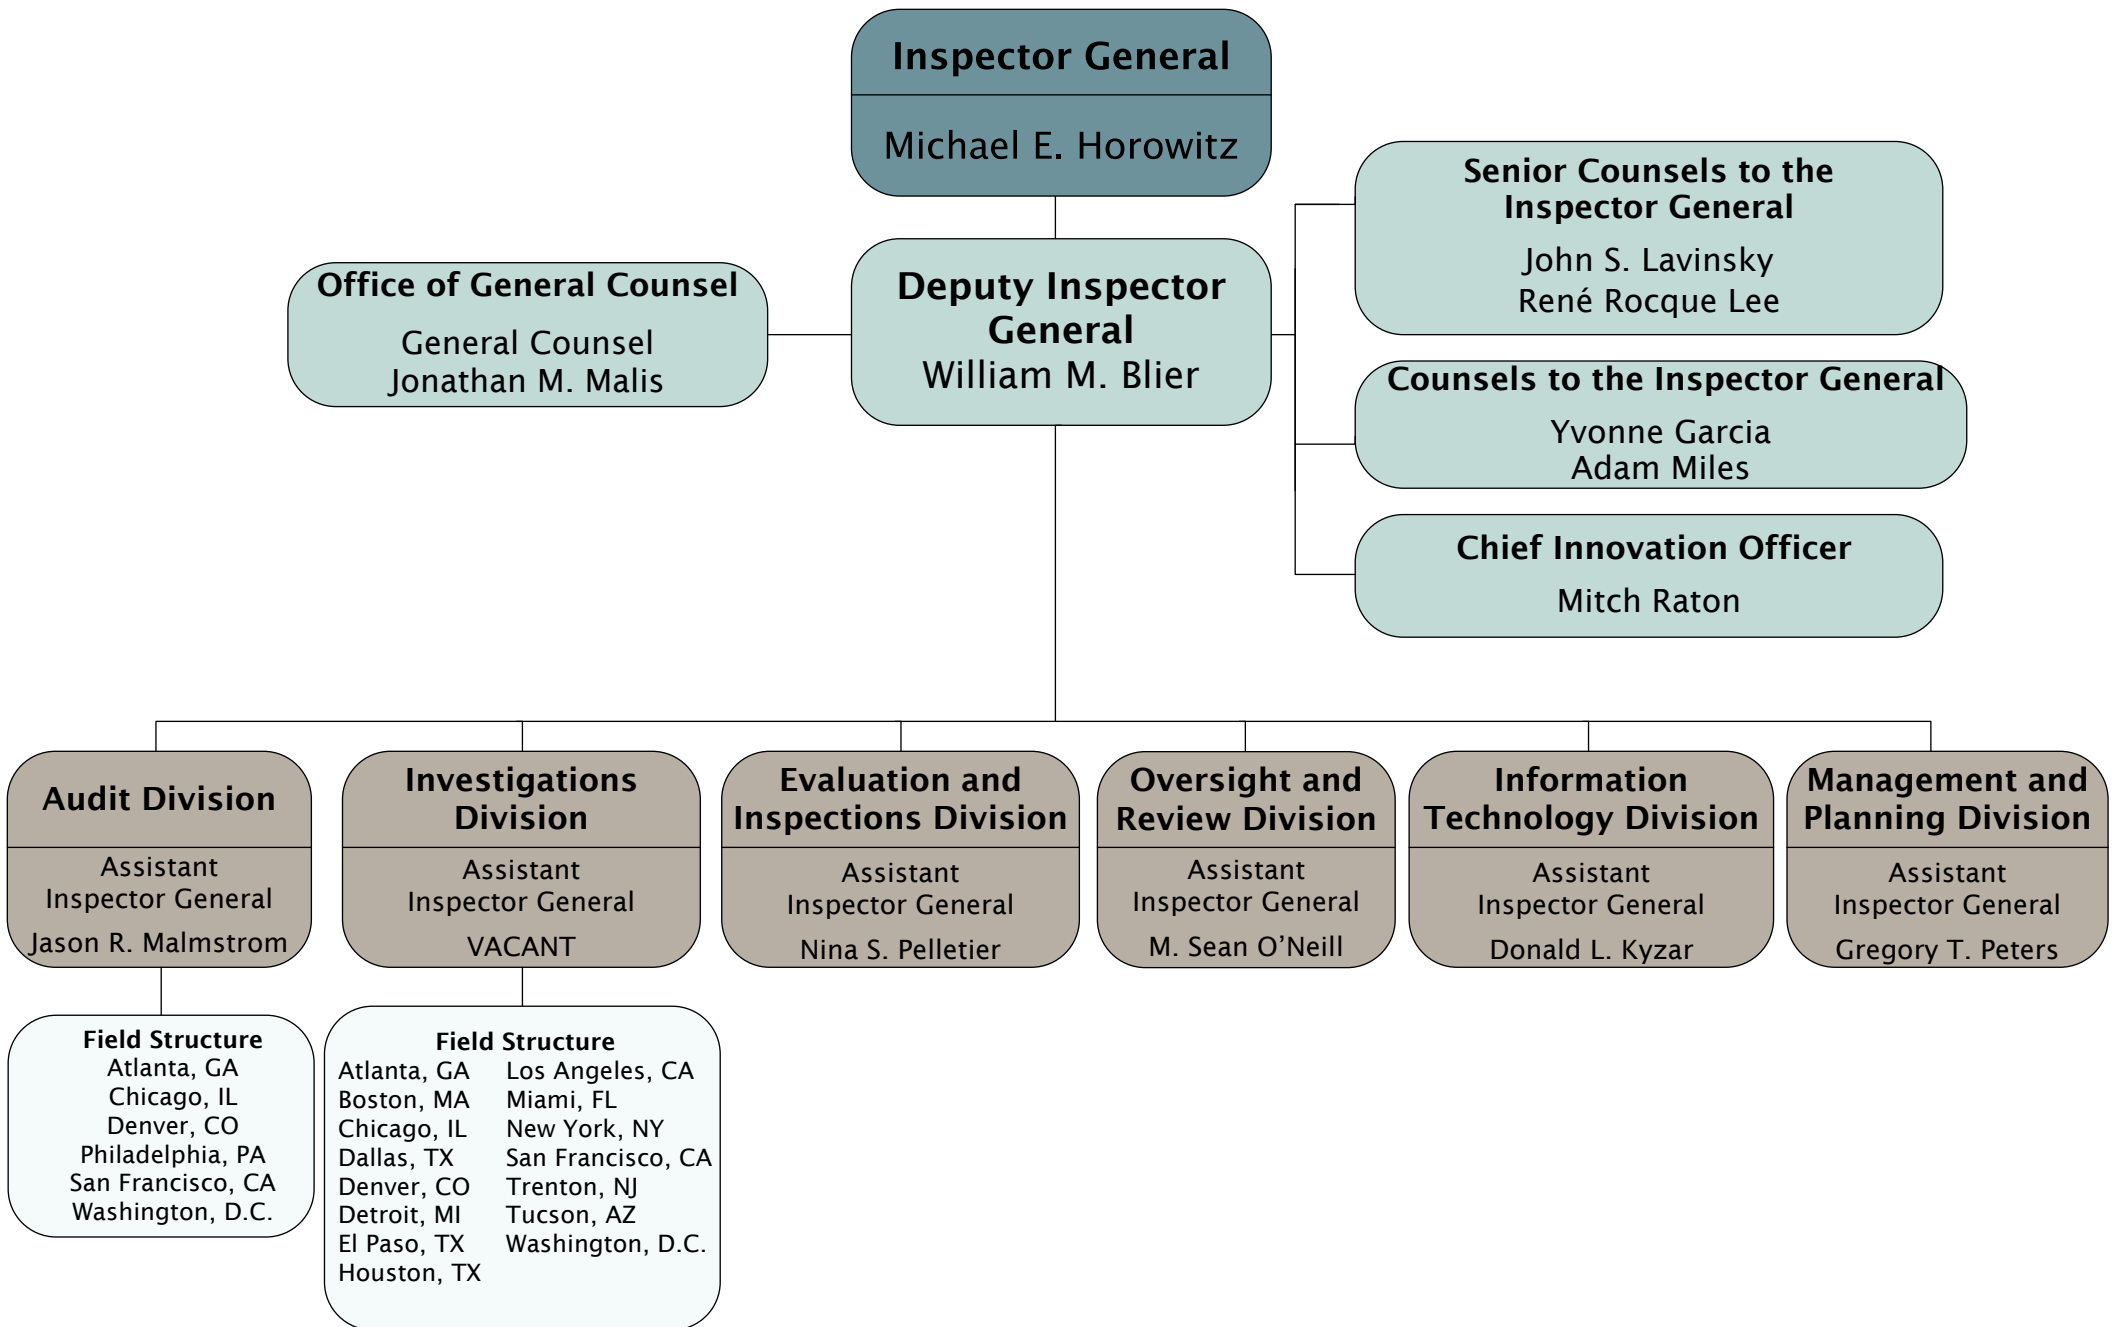 Inspector General
Michael E. Horowitz
Senior Counsels to the
Inspector General
John S. Lavinsky
René Rocque Lee
Office of General Counsel
General Counsel
Jonathan M. Malis
Deputy Inspector
General
William M. Blier
Counsels to the Inspector General
Yvonne Garcia
Adam Miles
Chief Innovation Officer
Mitch Raton
Audit Division
Assistant
Inspector General
Jason R. Malmstrom
Investigations
Division
Assistant
Inspector General
VACANT
Evaluation and
Inspections Division
Assistant
Inspector General
Nina S. Pelletier
Oversight and
Review Division
Assistant
Inspector General
M. Sean O’Neill
Information
Technology Division
Assistant
Inspector General
Donald L. Kyzar
Management and
Planning Division
Assistant
Inspector General
Gregory T. Peters
Field Structure
Atlanta, GA
Chicago, IL
Denver, CO
Philadelphia, PA
San Francisco, CA
Washington, D.C.
Field Structure
Atlanta, GA
Boston, MA
Chicago, IL
Dallas, TX
Denver, CO
Detroit, MI
El Paso, TX
Houston, TX
Los Angeles, CA
Miami, FL
New York, NY
San Francisco, CA
Trenton, NJ
Tucson, AZ
Washington, D.C.